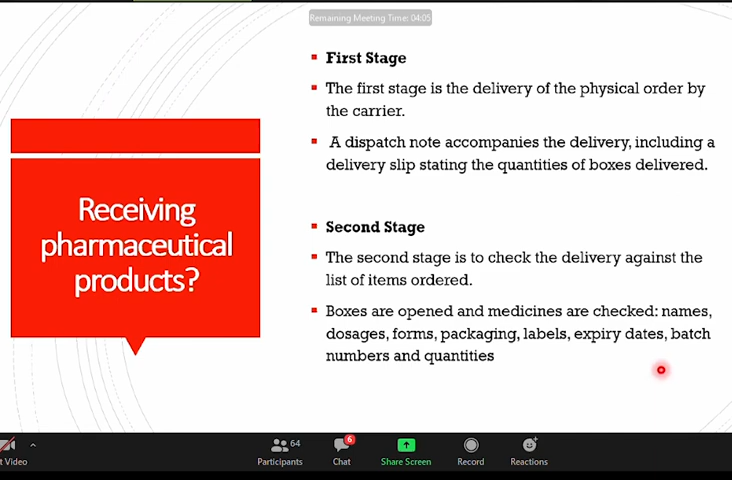 Remaining Meeting Time: 04:05
First Stage
The first stage is the delivery of the physical order by
the carrier.
A dispatch note accompanies the delivery, including a
delivery slip stating the quantities of boxes delivered.
Receiving
pharmaceutical
products?
Second Stage
The second stage is to check the delivery against the
list of items ordered.
Boxes are opened and medicines are checked: names,
dosages, forms, packaging, labels, expiry dates, batch
numbers and quantities
64
6
t Video
Participants
Chat
Share Screen
Record
Reactions